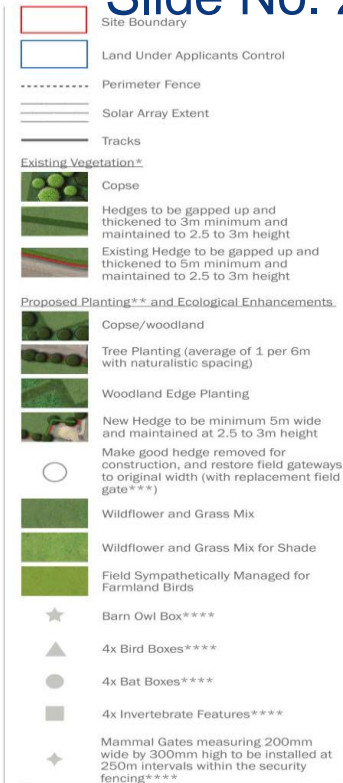 Slide No. 2
Site Boundary
Land Under Applicants Control
Perimeter Fence
Solar Array Extent
Tracks
Existing Vegetation*
Copse
Hedges to be gapped up and
thickened to 3m minimum and
maintained to 2.5 to 3m height
Existing Hedge to be gapped up and
thickened to 5m minimum and
maintained to 2.5 to 3m height
Proposed Planting** and Ecological Enhancements
Copse/woodland
Tree Planting (average of 1 per 6m
with naturalistic spacing)
Woodland Edge Planting
New Hedge to be minimum 5m wide
and maintained at 2.5 to 3m height
Make good hedge removed for
construction, and restore field gateways
to original width (with replacement field
gate***)
Wildflower and Grass Mix
Wildflower and Grass Mix for Shade
Field Sympathetically Managed for
Farmland Birds
Barn Owl Box****
4x Bird Boxes****
4x Bat Boxes****
4x Invertebrate Features****
Mammal Gates measuring 200mm
wide by 300mm high to be installed at
250m intervals within the security
fencing****